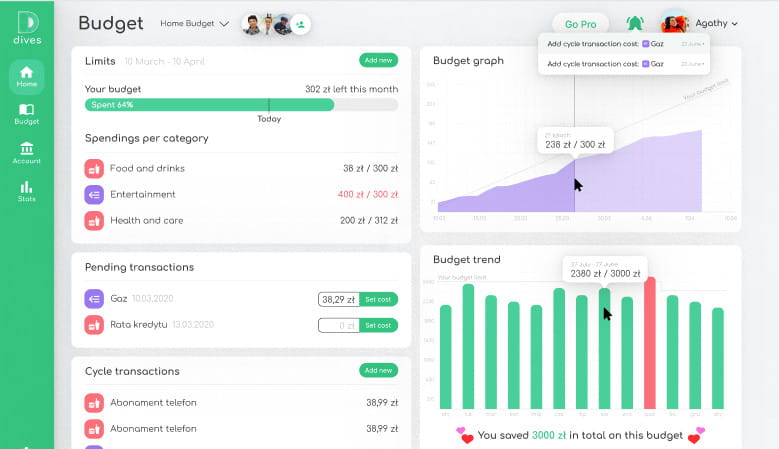 dives
Home
Budget
Account
Stats
Budget
Home Budget
Go Pro
Agathy
Add cycle transaction cost: Gaz 27 June
Add cycle transaction cost: Gaz 27 June
Limits 10 March - 10 April
Add new
Your budget
302 zł left this month
Spent 64%
Today
Spendings per category
Food and drinks
38 zł / 300 zł
Entertainment
400 zł / 300 zł
Health and care
200 zł / 312 zł
Pending transactions
Gaz 10.03.2020
38,29 zł
Set cost
Rata kredytu 13.03.2020
0 zł
Set cost
Cycle transactions
Add new
Abonament telefon
38,99 zł
Abonament telefon
38,99 zł
Budget graph
Your budget limit
27 March
238 zł / 300 zł
Budget trend
Your budget limit
27 July - 27 June
2380 zł / 3000 zł
You saved 3000 zł in total on this budget